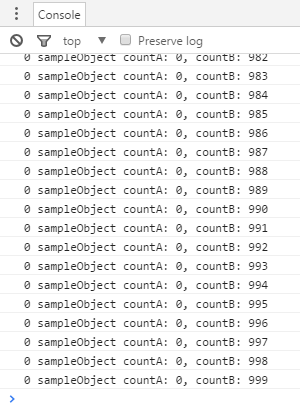 Console
top Preserve log
0 sampleObject countA: 0, countB: 982
0 sampleObject countA: 0, countB: 983
0 sampleObject countA: 0, countB: 984
0 sampleObject countA: 0, countB: 985
0 sampleObject countA: 0, countB: 986
0 sampleObject countA: 0, countB: 987
0 sampleObject countA: 0, countB: 988
0 sampleObject countA: 0, countB: 989
0 sampleObject countA: 0, countB: 990
0 sampleObject countA: 0, countB: 991
0 sampleObject countA: 0, countB: 992
0 sampleObject countA: 0, countB: 993
0 sampleObject countA: 0, countB: 994
0 sampleObject countA: 0, countB: 995
0 sampleObject countA: 0, countB: 996
0 sampleObject countA: 0, countB: 997
0 sampleObject countA: 0, countB: 998
0 sampleObject countA: 0, countB: 999